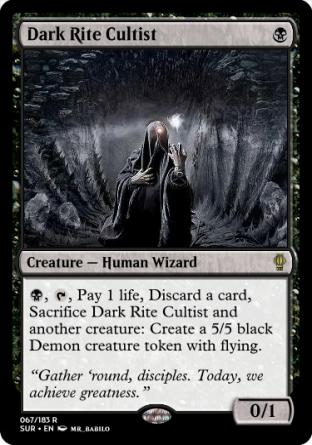 Dark Rite Cultist
Creature — Human Wizard
, , Pay 1 life, Discard a card,
Sacrifice Dark Rite Cultist and
another creature: Create a 5/5 black
Demon creature token with flying.
“Gather ‘round, disciples. Today, we
achieve greatness.”
0/1
067/183 R
SUR • EN MR_BABILO